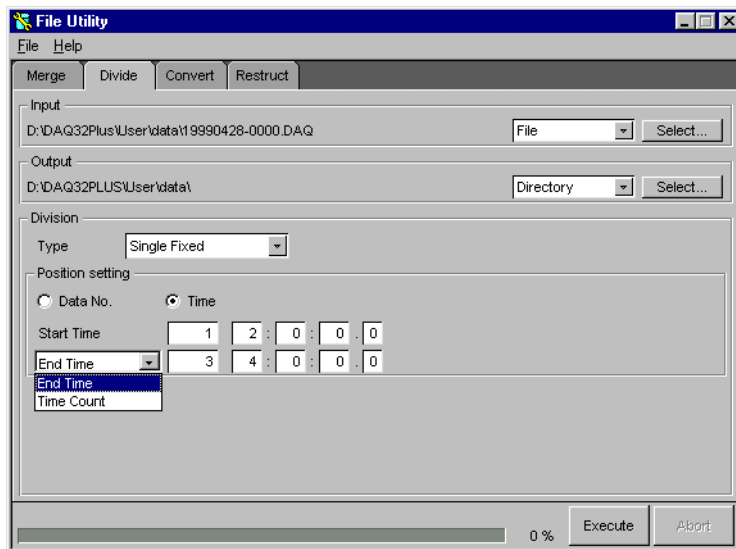 File Utility
File Help
Merge Divide Convert Restruct
Input
D:\DAQ32Plus\User\data\19990428-0000.DAQ File Select...
Output
D:\DAQ32PLUS\User\data\ Directory Select...
Division
Type Single Fixed
Position setting
Data No. Time
Start Time 1 2 : 0 : 0 . 0
End Time 3 4 : 0 : 0 . 0
End Time
Time Count
0 % Execute Abort